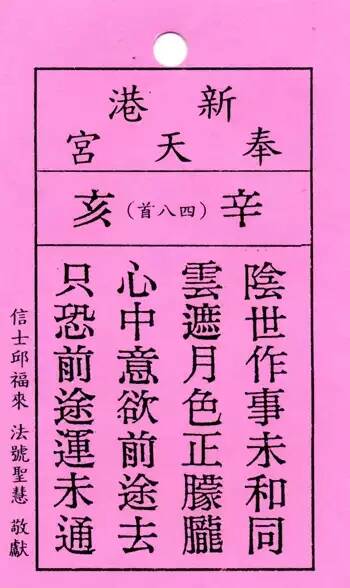 新港
奉天宮
辛（四八首）亥
陰世作事未和同
雲遮月色正朦朧
心中意欲前途去
只恐前途運未通
信士邱福來 法號聖慧 敬獻